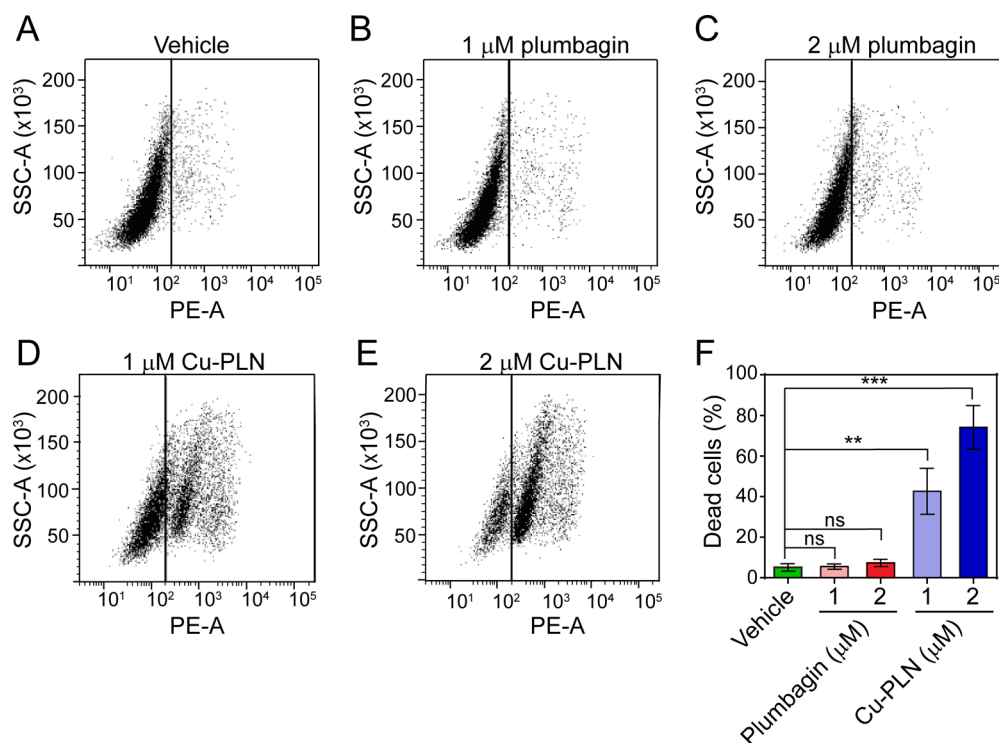 A
Vehicle
SSC-A (x10³)
200
150
100
50
10¹ 10² 10³ 10⁴ 10⁵
PE-A
B
1 μM plumbagin
SSC-A (x10³)
200
150
100
50
10¹ 10² 10³ 10⁴ 10⁵
PE-A
C
2 μM plumbagin
SSC-A (x10³)
200
150
100
50
10¹ 10² 10³ 10⁴ 10⁵
PE-A
D
1 μM Cu-PLN
SSC-A (x10³)
200
150
100
50
10¹ 10² 10³ 10⁴ 10⁵
PE-A
E
2 μM Cu-PLN
SSC-A (x10³)
200
150
100
50
10¹ 10² 10³ 10⁴ 10⁵
PE-A
F
Dead cells (%)
100
80
60
40
20
0
***
**
ns
ns
1 2 1 2
Vehicle
Plumbagin (μM)
Cu-PLN (μM)